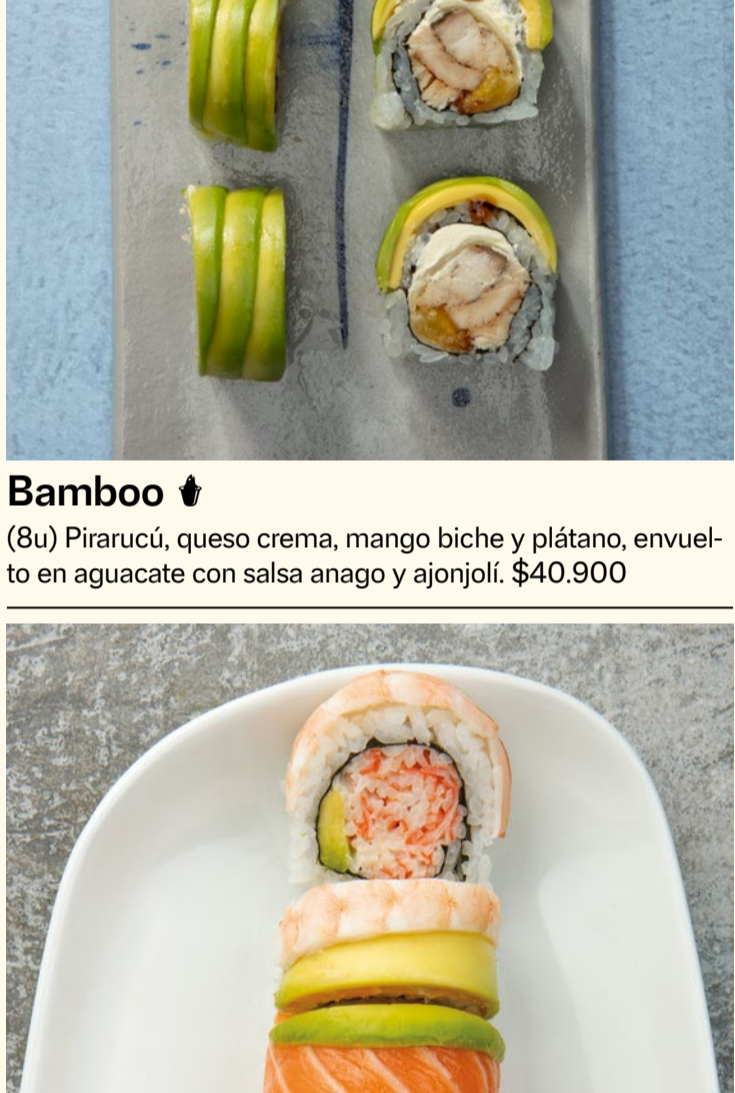 Bamboo
(8u) Pirarucú, queso crema, mango biche y plátano, envuel-
to en aguacate con salsa anago y ajonjolí. $40.900